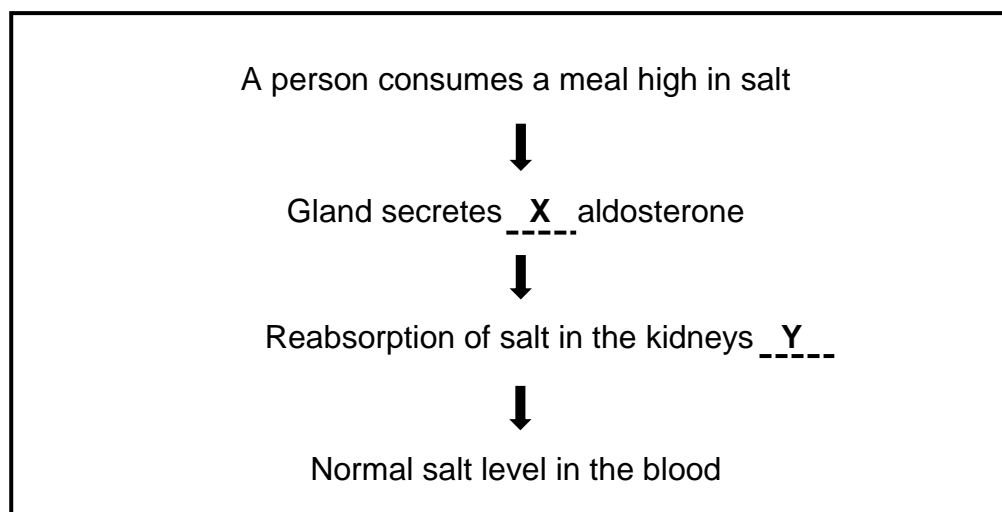 A person consumes a meal high in salt
Gland secretes X aldosterone
Reabsorption of salt in the kidneys Y
Normal salt level in the blood